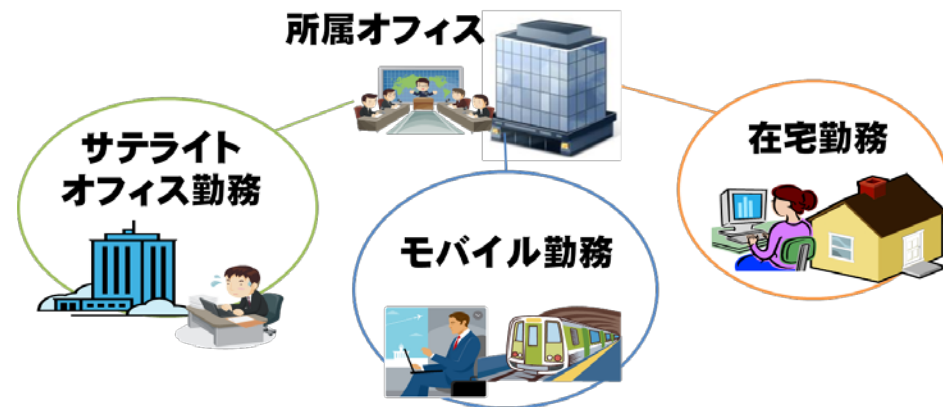 所属オフィス
サテライト
オフィス勤務
モバイル勤務
在宅勤務